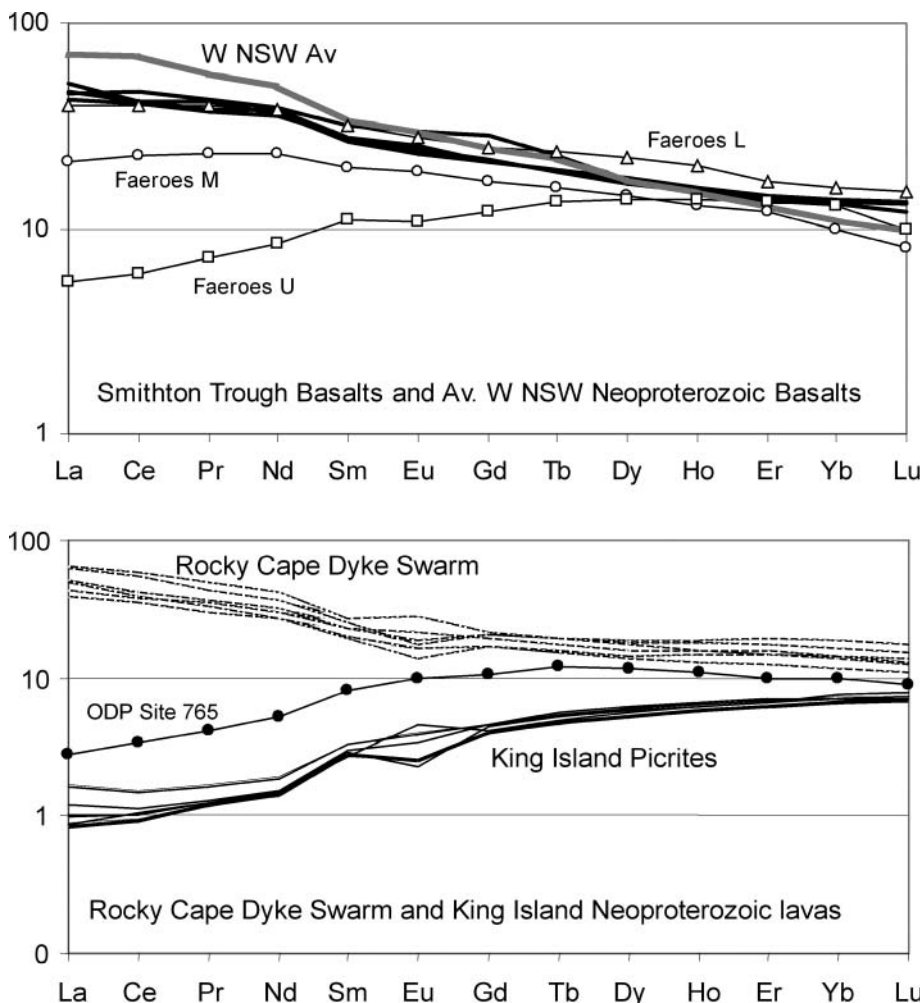 100
W NSW Av
Faeroes L
Faeroes M
10
Faeroes U
Smithton Trough Basalts and Av. W NSW Neoproterozoic Basalts
1
La Ce Pr Nd Sm Eu Gd Tb Dy Ho Er Yb Lu
100
Rocky Cape Dyke Swarm
10
ODP Site 765
King Island Picrites
1
Rocky Cape Dyke Swarm and King Island Neoproterozoic lavas
0
La Ce Pr Nd Sm Eu Gd Tb Dy Ho Er Yb Lu